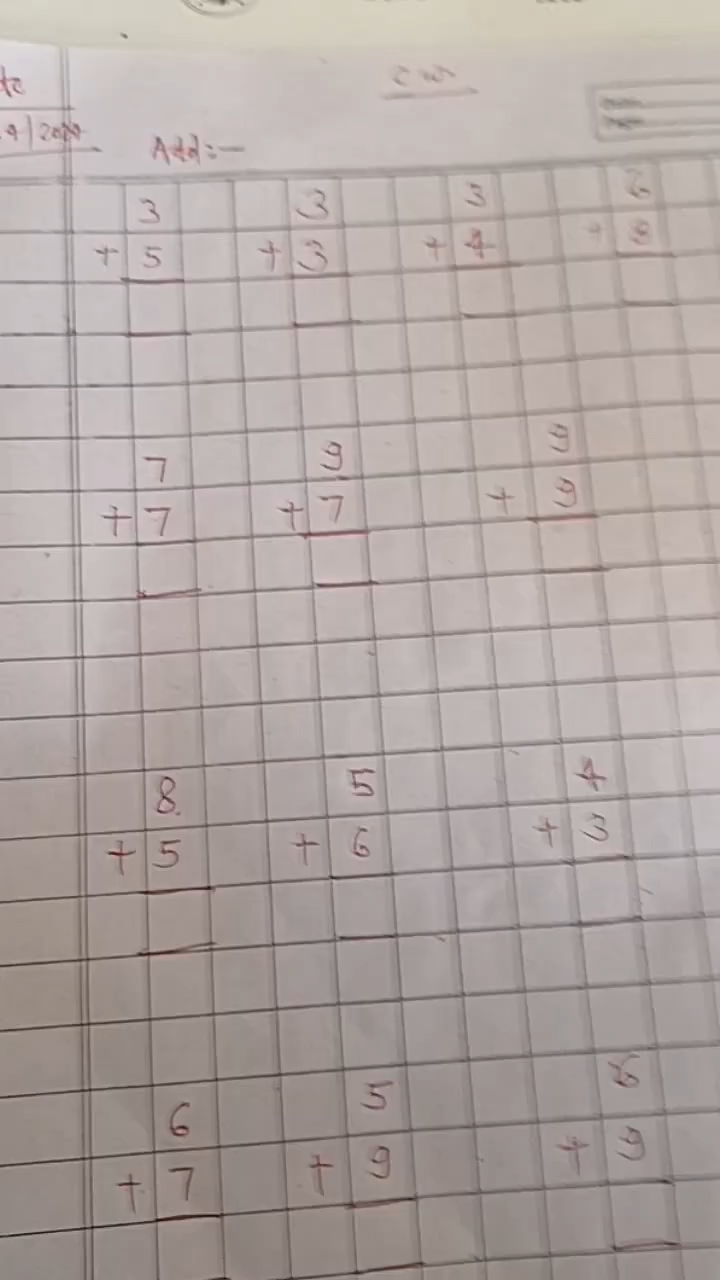 C.W
Add:-
3 3 3 6
+ 5 + 3 + 4 + 8
7 9 9
+ 7 + 7 + 9
8 5 4
+ 5 + 6 + 3
6 5 6
+ 7 + 9 + 9